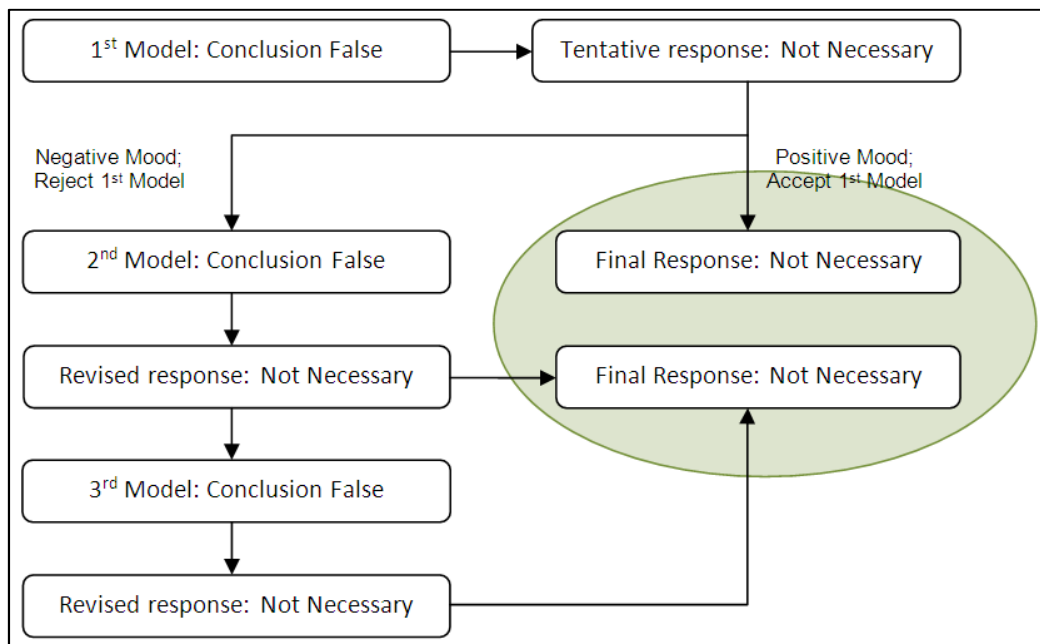 1st Model: Conclusion False
Tentative response: Not Necessary
Negative Mood;
Reject 1st Model
Positive Mood;
Accept 1st Model
2nd Model: Conclusion False
Final Response: Not Necessary
Revised response: Not Necessary
Final Response: Not Necessary
3rd Model: Conclusion False
Revised response: Not Necessary